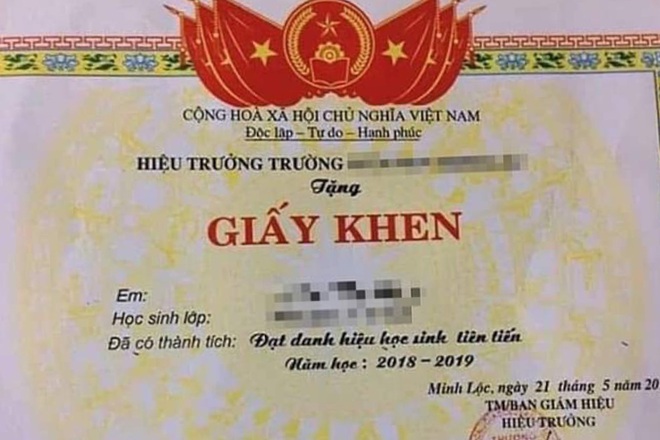 CỘNG HOÀ XÃ HỘI CHỦ NGHĨA VIỆT NAM
Độc lập – Tự do – Hạnh phúc
HIỆU TRƯỞNG TRƯỜNG
Tặng
GIẤY KHEN
Em:
Học sinh lớp:
Đã có thành tích: Đạt danh hiệu học sinh tiên tiến
Năm học: 2018 – 2019
Minh Lộc, ngày 21 tháng 5 năm 20
TM/BAN GIÁM HIỆU
HIỆU TRƯỞNG